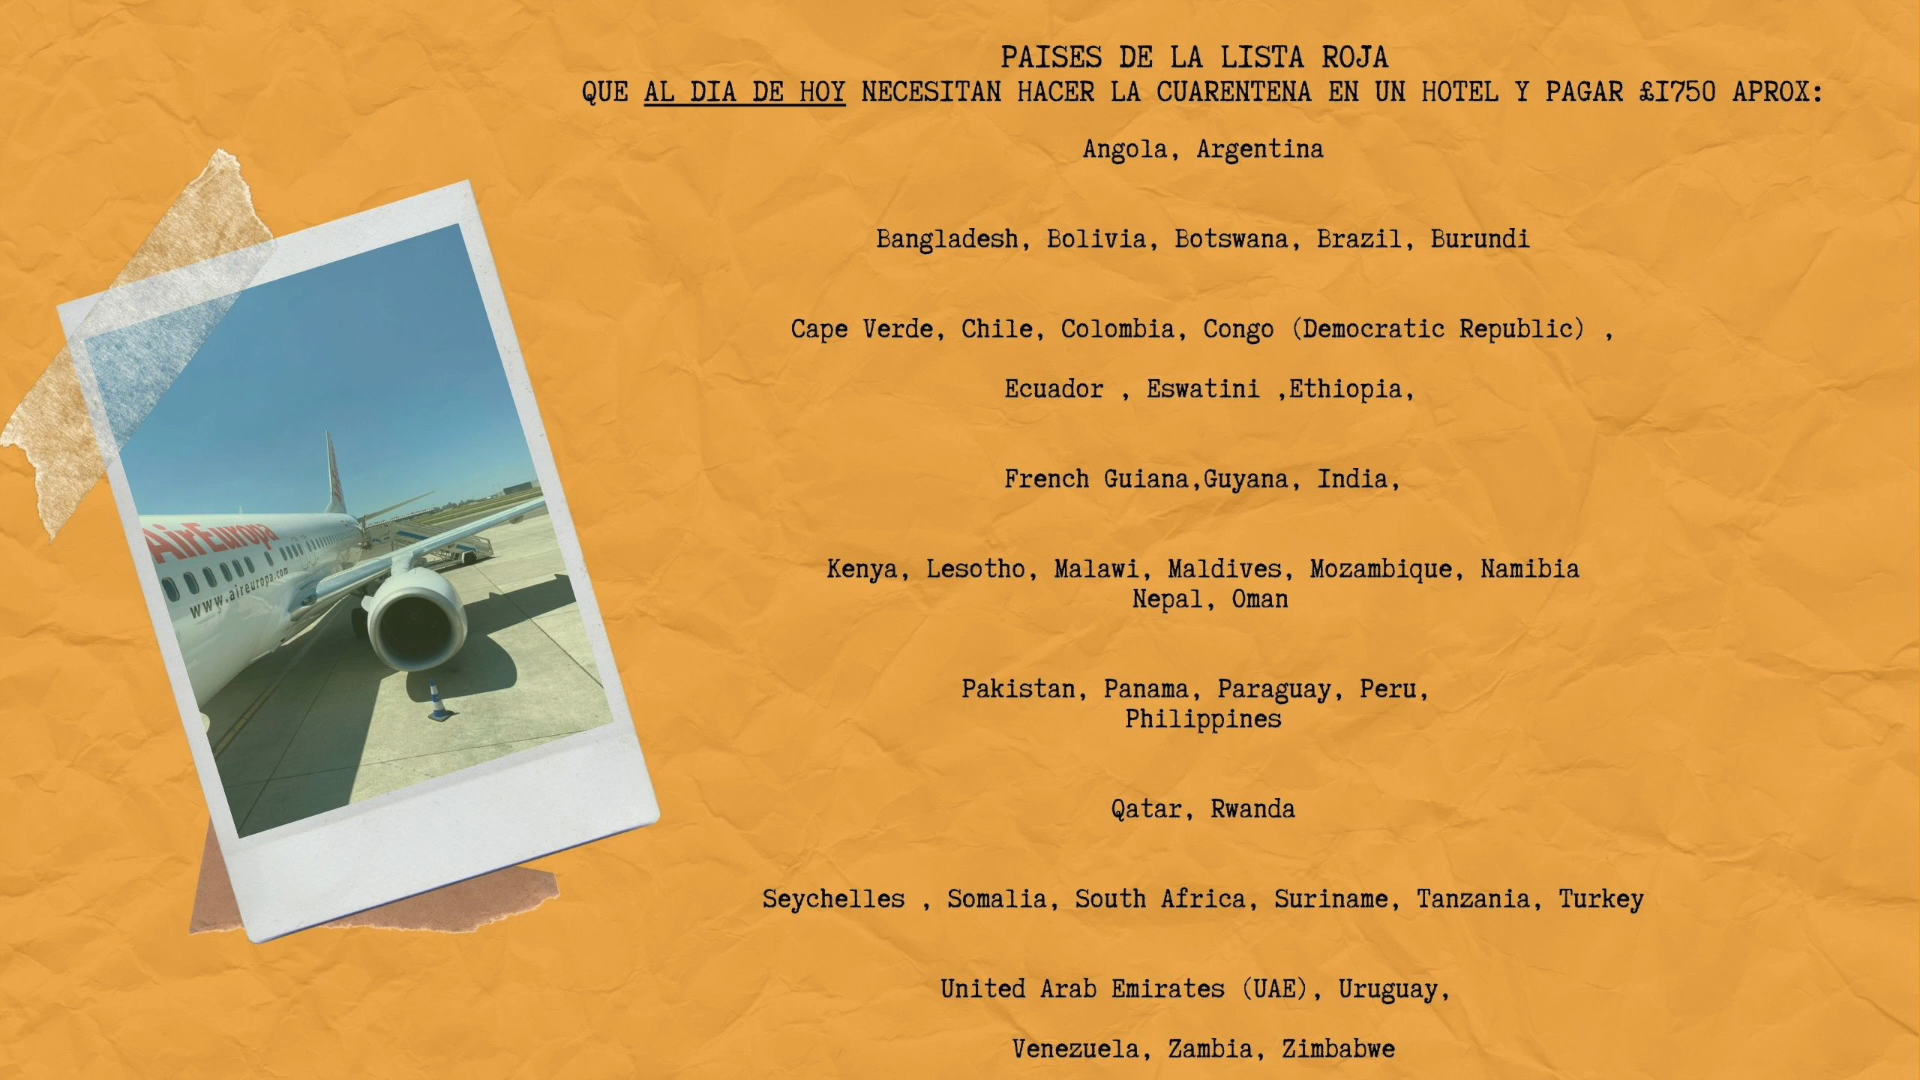 PAISES DE LA LISTA ROJA
QUE AL DIA DE HOY NECESITAN HACER LA CUARENTENA EN UN HOTEL Y PAGAR £1750 APROX:
Angola, Argentina
Bangladesh, Bolivia, Botswana, Brazil, Burundi
Cape Verde, Chile, Colombia, Congo (Democratic Republic) ,
Ecuador , Eswatini ,Ethiopia,
French Guiana,Guyana, India,
Kenya, Lesotho, Malawi, Maldives, Mozambique, Namibia
Nepal, Oman
Pakistan, Panama, Paraguay, Peru,
Philippines
Qatar, Rwanda
Seychelles , Somalia, South Africa, Suriname, Tanzania, Turkey
United Arab Emirates (UAE), Uruguay,
Venezuela, Zambia, Zimbabwe
AirEuropa
www.aireuropa.com